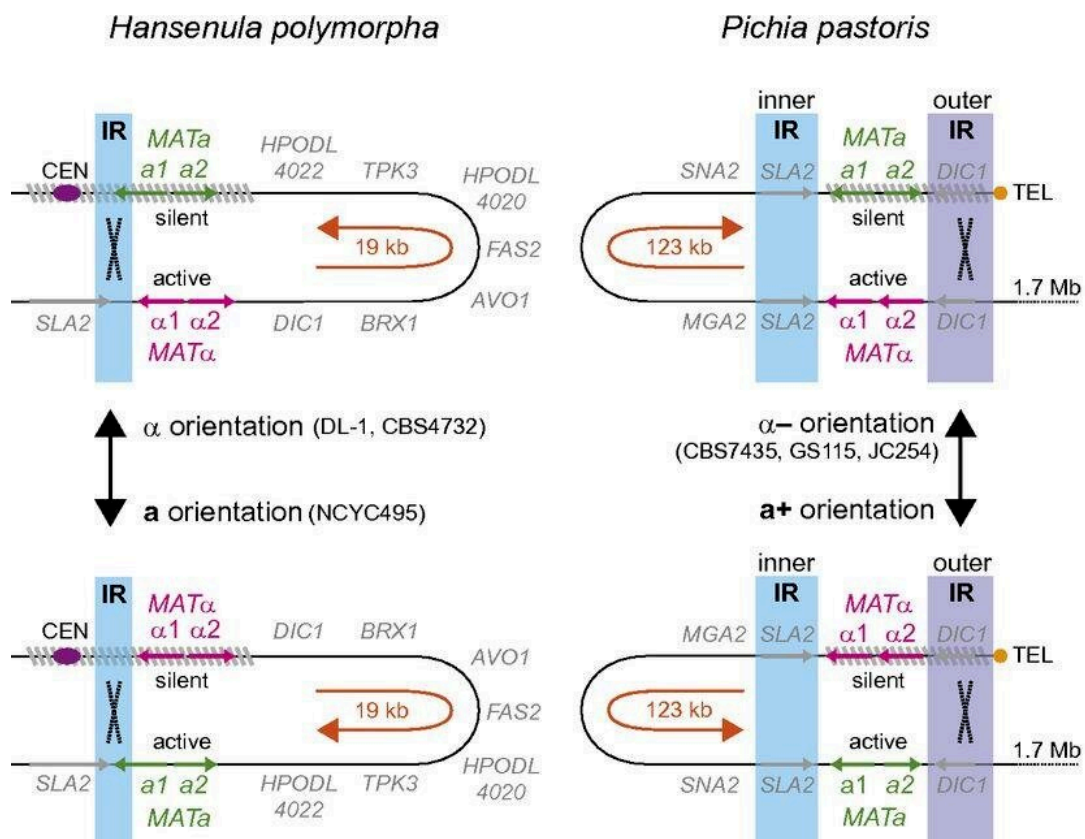 Hansenula polymorpha
Pichia pastoris
IR
MATa
a1 a2
CEN
silent
HPODL
4022
TPK3
HPODL
4020
19 kb
FAS2
active
SLA2
α1 α2
MATα
DIC1
BRX1
AVO1
inner
IR
outer
IR
SNA2
SLA2
MATa
a1 a2
DIC1
silent
TEL
123 kb
active
1.7 Mb
MGA2
SLA2
α1 α2
MATα
DIC1
α orientation (DL-1, CBS4732)
a orientation (NCYC495)
α– orientation
(CBS7435, GS115, JC254)
a+ orientation
IR
MATα
α1 α2
CEN
silent
DIC1
BRX1
AVO1
19 kb
FAS2
active
SLA2
a1 a2
MATa
HPODL
4022
TPK3
HPODL
4020
inner
IR
outer
IR
MGA2
SLA2
MATα
α1 α2
DIC1
silent
TEL
123 kb
active
1.7 Mb
SNA2
SLA2
a1 a2
MATa
DIC1